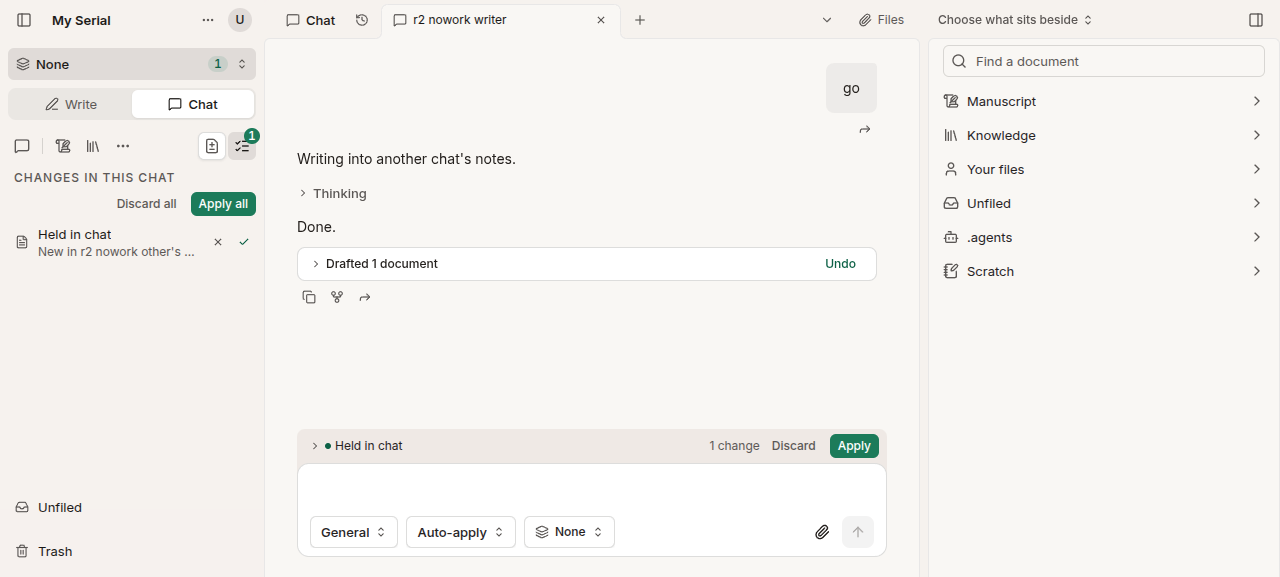 My Serial
U
Chat
r2 nowork writer
Files
Choose what sits beside
None
1
Write
Chat
1
CHANGES IN THIS CHAT
Discard all
Apply all
Held in chat
New in r2 nowork other's ...
Unfiled
Trash
go
Writing into another chat's notes.
Thinking
Done.
Drafted 1 document
Undo
Held in chat
1 change
Discard
Apply
General
Auto-apply
None
Find a document
Manuscript
Knowledge
Your files
Unfiled
.agents
Scratch